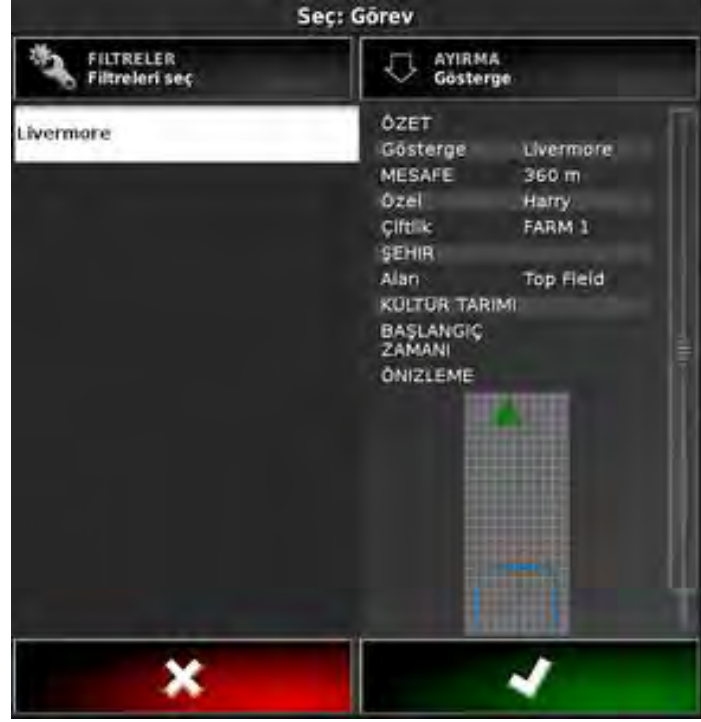 Seç: Görev
FILTRELER
Filtreleri seç
AYIRMA
Gösterge
Livermore
ÖZET
Gösterge Livermore
MESAFE 360 m
Özel Harry
Çiftlik FARM 1
ŞEHIR
Alan Top Field
KÜLTÜR TARIMI
BAŞLANGIÇ
ZAMANI
ÖNIZLEME